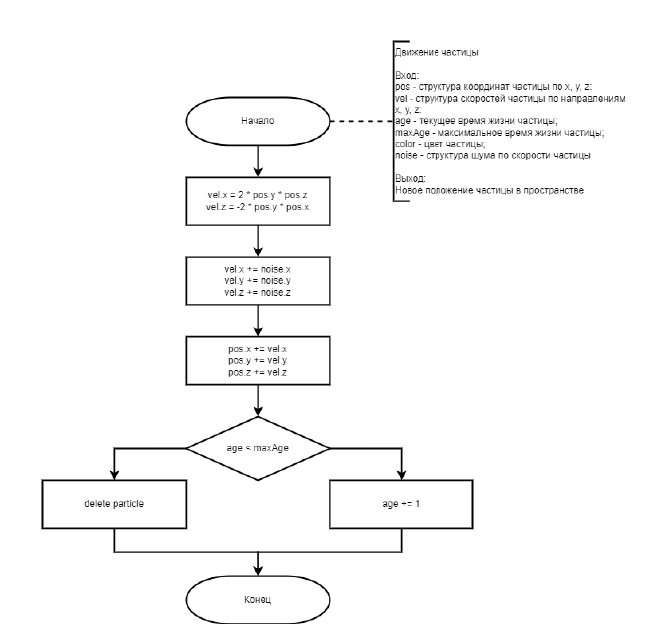 Движение частицы
Вход:
pos - структура координат частицы по x, y, z:
vel - структура скоростей частицы по направлениям
x, y, z:
age - текущее время жизни частицы;
maxAge - максимальное время жизни частицы;
color - цвет частицы;
noise - структура шума по скорости частицы
Выход:
Новое положение частицы в пространстве
Начало
vel.x = 2 * pos.y * pos.z
vel.z = -2 * pos.y * pos.x
vel.x += noise.x
vel.y += noise.y
vel.z += noise.z
pos.x += vel.x
pos.y += vel.y
pos.z += vel.z
age < maxAge
delete particle
age += 1
Конец